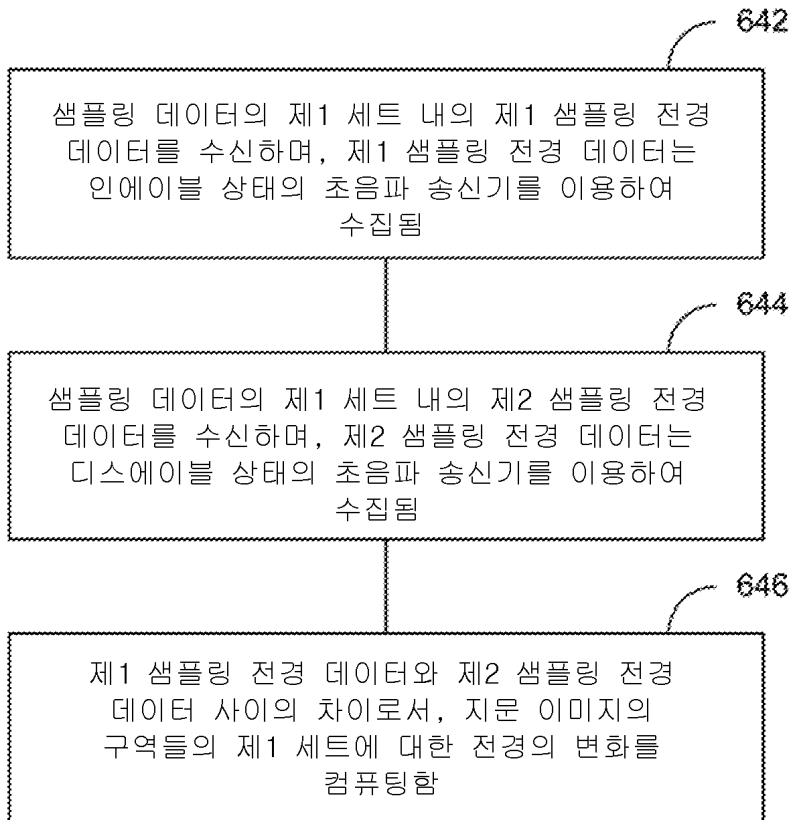 642
샘플링 데이터의 제1 세트 내의 제1 샘플링 전경
데이터를 수신하며, 제1 샘플링 전경 데이터는
인에이블 상태의 초음파 송신기를 이용하여
수집됨
644
샘플링 데이터의 제1 세트 내의 제2 샘플링 전경
데이터를 수신하며, 제2 샘플링 전경 데이터는
디스에이블 상태의 초음파 송신기를 이용하여
수집됨
646
제1 샘플링 전경 데이터와 제2 샘플링 전경
데이터 사이의 차이로서, 지문 이미지의
구역들의 제1 세트에 대한 전경의 변화를
컴퓨팅함